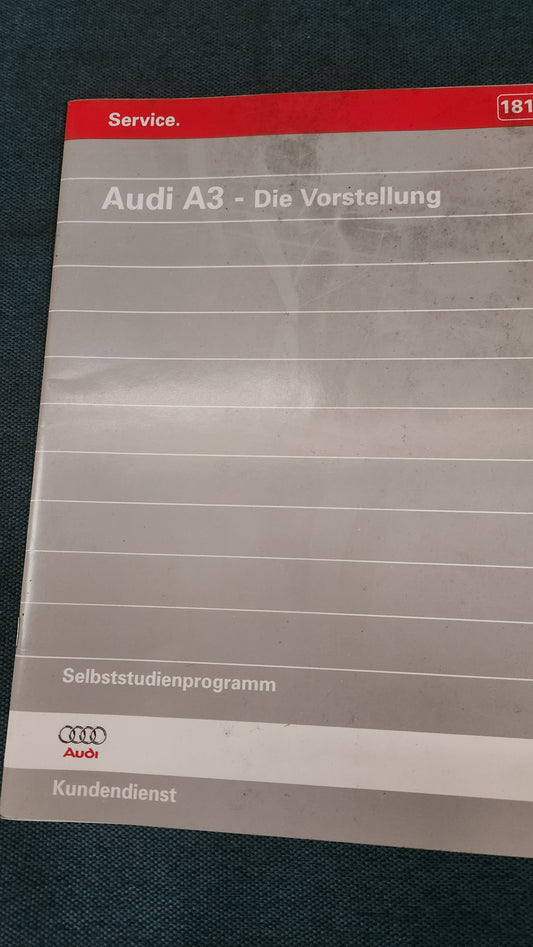 Service.
181
Audi A3 - Die Vorstellung
Selbststudienprogramm
Audi
Kundendienst